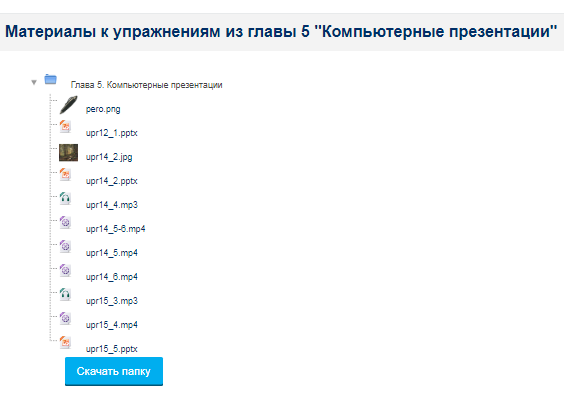 Материалы к упражнениям из главы 5 "Компьютерные презентации"
Глава 5. Компьютерные презентации
pero.png
upr12_1.pptx
upr14_2.jpg
upr14_2.pptx
upr14_4.mp3
upr14_5-6.mp4
upr14_5.mp4
upr14_6.mp4
upr15_3.mp3
upr15_4.mp4
upr15_5.pptx
Скачать папку